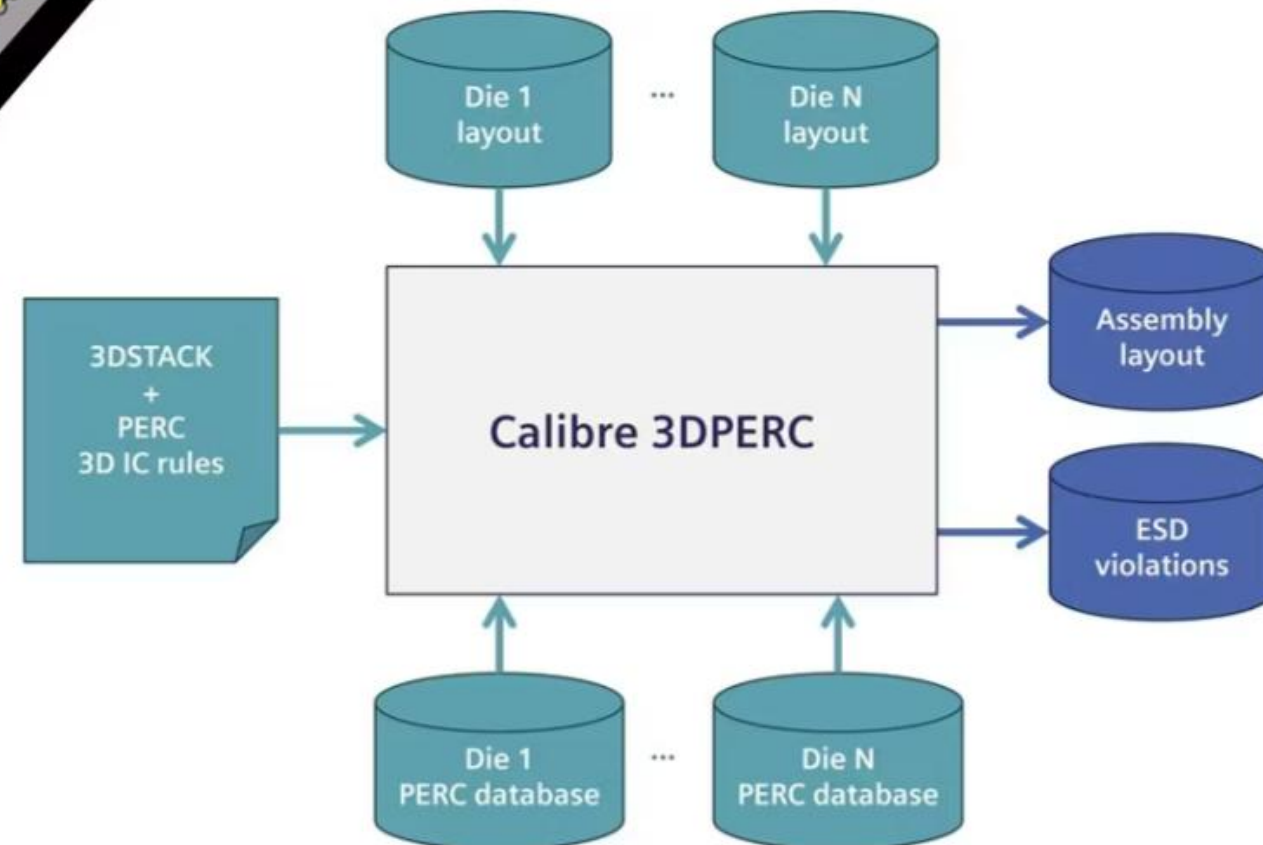 Die 1
layout
...
Die N
layout
3DSTACK
+
PERC
3D IC rules
Calibre 3DPERC
Assembly
layout
ESD
violations
Die 1
PERC database
...
Die N
PERC database